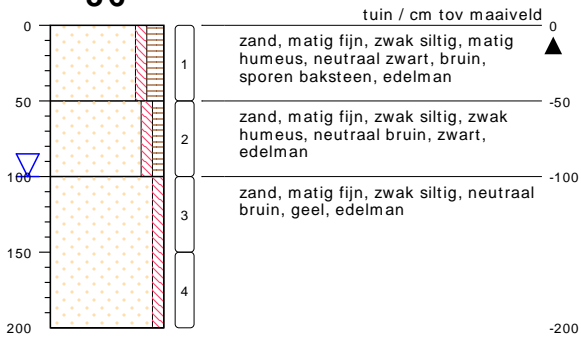 tuin / cm tov maaiveld
0
0
zand, matig fijn, zwak siltig, matig
humeus, neutraal zwart, bruin,
sporen baksteen, edelman
1
50
-50
zand, matig fijn, zwak siltig, zwak
humeus, neutraal bruin, zwart,
edelman
2
100
-100
zand, matig fijn, zwak siltig, neutraal
bruin, geel, edelman
3
150
4
200
-200